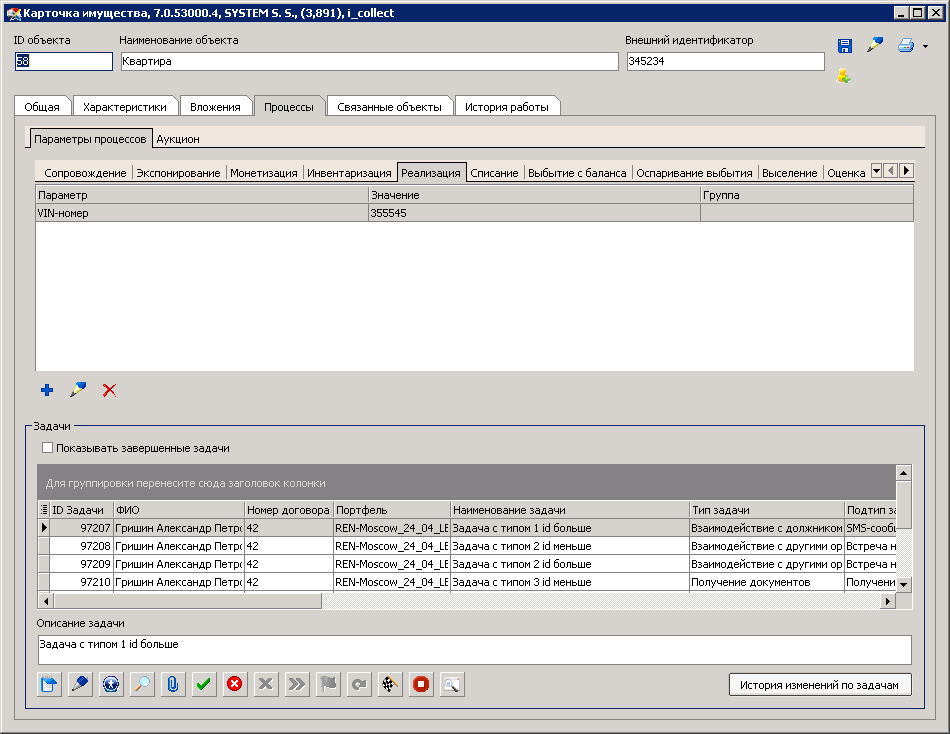 Карточка имущества, 7.0.53000.4, SYSTEM S. S., (3,891), i_collect
ID объекта Наименование объекта Внешний идентификатор
58 Квартира 345234
Общая Характеристики Вложения Процессы Связанные объекты История работы
Параметры процессов Аукцион
Сопровождение Экспонирование Монетизация Инвентаризация Реализация Списание Выбытие с баланса Оспаривание выбытия Выселение Оценка
Параметр Значение Группа
VIN-номер 355545
Задачи
Показывать завершенные задачи
Для группировки перенесите сюда заголовок колонки
ID Задачи ФИО Номер договора Портфель Наименование задачи Тип задачи Подтип за
97207 Гришин Александр Петро 42 REN-Moscow_24_04_LE Задача с типом 1 id больше Взаимодействие с должником SMS-сообщ
97208 Гришин Александр Петро 42 REN-Moscow_24_04_LE Задача с типом 2 id меньше Взаимодействие с другими ор Встреча н
97209 Гришин Александр Петро 42 REN-Moscow_24_04_LE Задача с типом 2 id больше Взаимодействие с другими ор Встреча н
97210 Гришин Александр Петро 42 REN-Moscow_24_04_LE Задача с типом 3 id меньше Получение документов Получени
Описание задачи
Задача с типом 1 id больше
История изменений по задачам